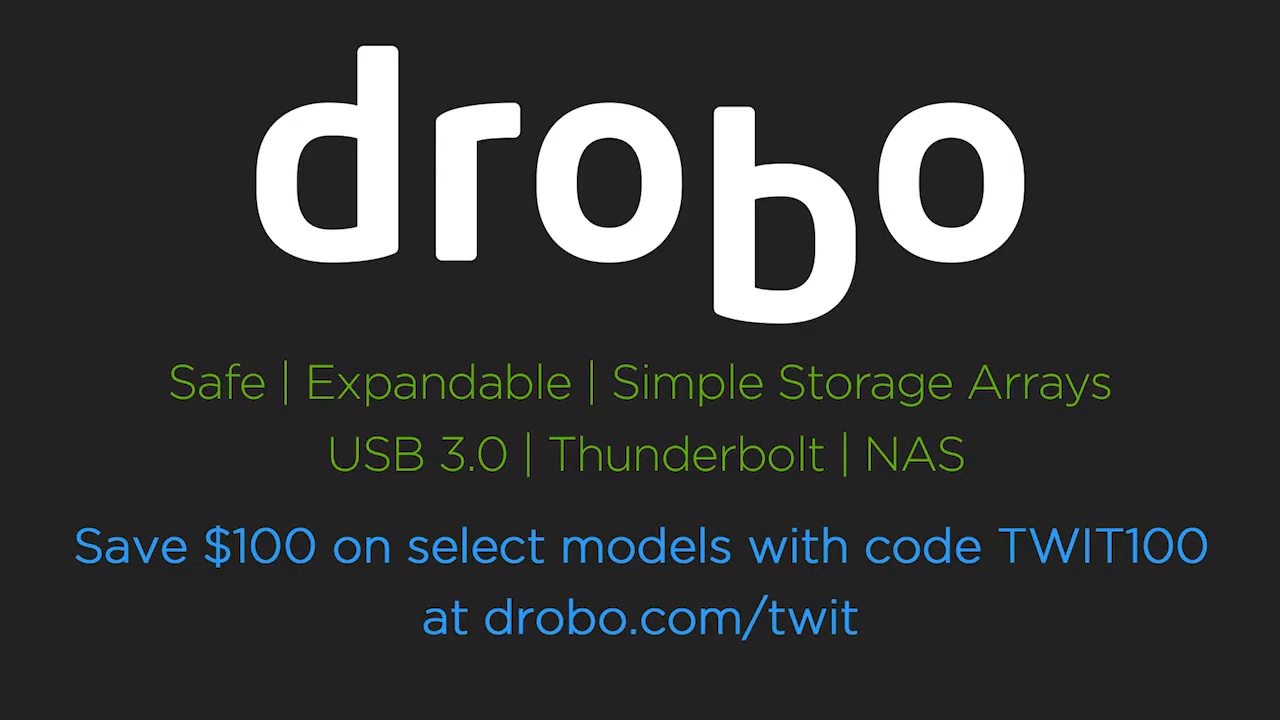 drobo
Safe | Expandable | Simple Storage Arrays
USB 3.0 | Thunderbolt | NAS
Save $100 on select models with code TWIT100
at drobo.com/twit